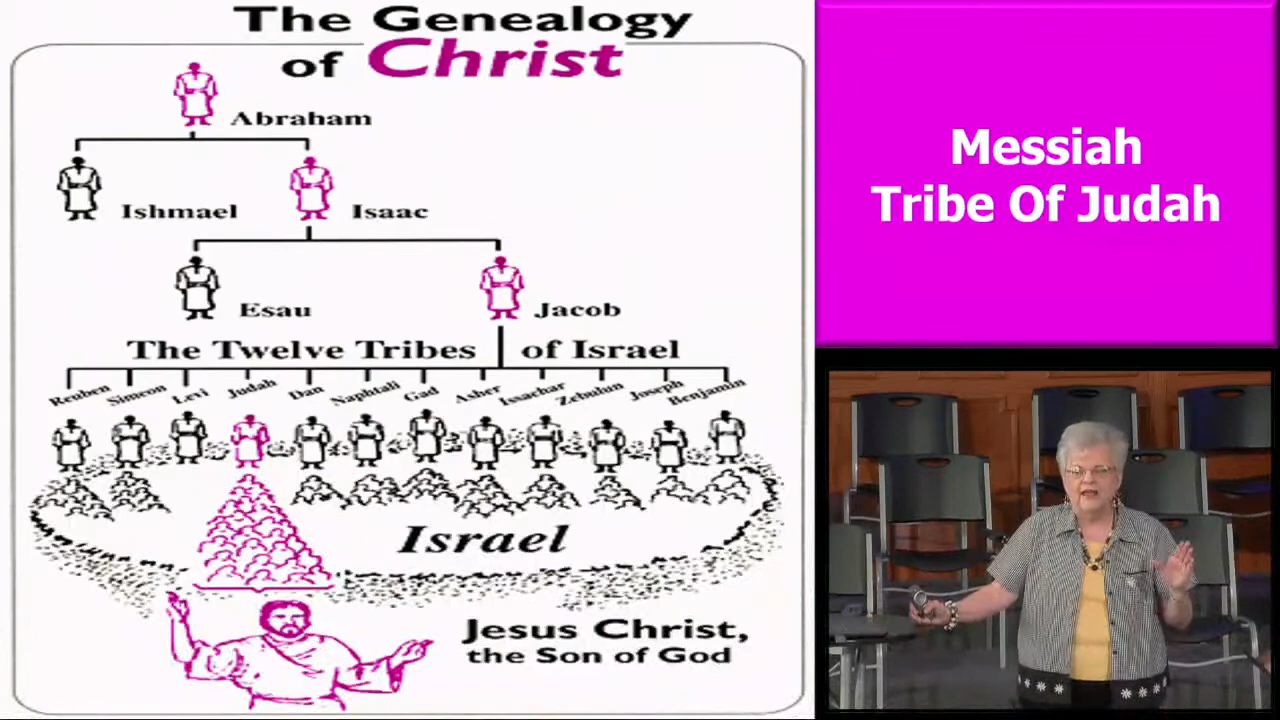 The Genealogy
of Christ
Abraham
Ishmael
Isaac
Esau
Jacob
The Twelve Tribes of Israel
Reuben
Simeon
Levi
Judah
Dan
Naphtali
Gad
Asher
Issachar
Zebulun
Joseph
Benjamin
Israel
Jesus Christ,
the Son of God
Messiah
Tribe Of Judah